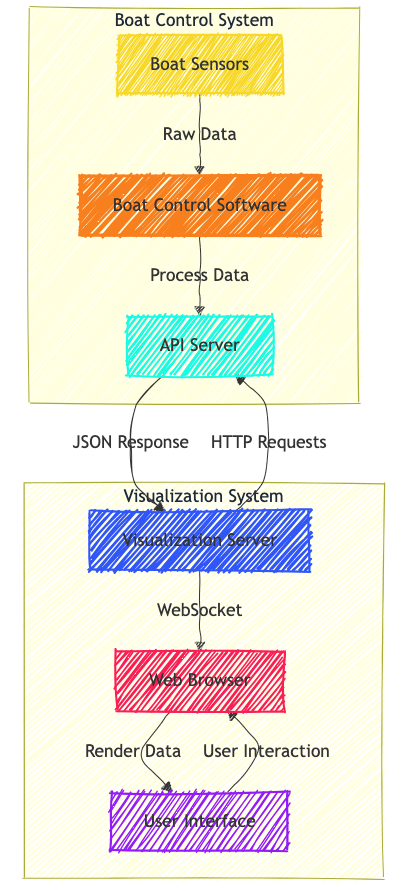 Boat Control System
Boat Sensors
Raw Data
Boat Control Software
Process Data
API Server
JSON Response
HTTP Requests
Visualization System
Visualization Server
WebSocket
Web Browser
Render Data
User Interaction
User Interface